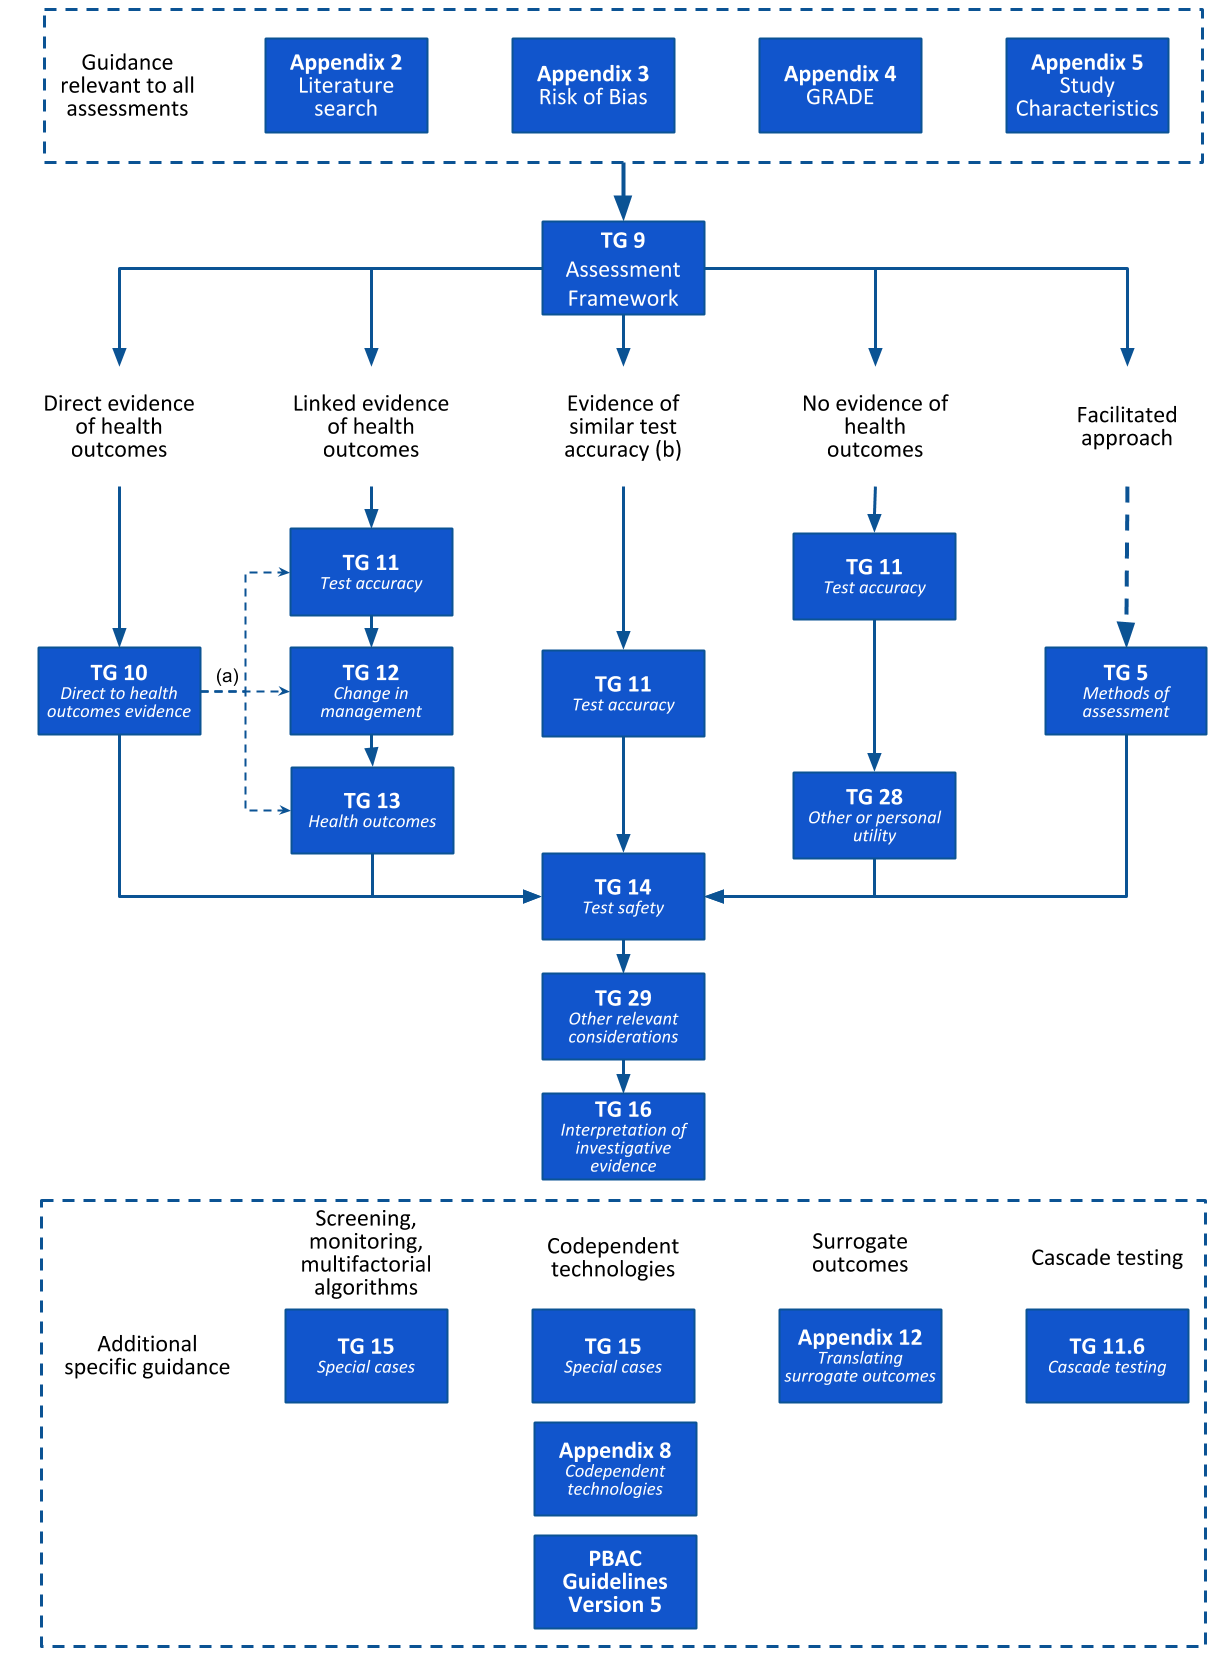 Guidance
relevant to all
assessments
Appendix 2
Literature
search
Appendix 3
Risk of Bias
Appendix 4
GRADE
Appendix 5
Study
Characteristics
TG 9
Assessment
Framework
Direct evidence
of health
outcomes
Linked evidence
of health
outcomes
Evidence of
similar test
accuracy (b)
No evidence of
health
outcomes
Facilitated
approach
TG 10
Direct to health
outcomes evidence
(a)
TG 11
Test accuracy
TG 12
Change in
management
TG 13
Health outcomes
TG 11
Test accuracy
TG 11
Test accuracy
TG 28
Other or personal
utility
TG 5
Methods of
assessment
TG 14
Test safety
TG 29
Other relevant
considerations
TG 16
Interpretation of
investigative
evidence
Additional
specific guidance
Screening,
monitoring,
multifactorial
algorithms
TG 15
Special cases
Codependent
technologies
TG 15
Special cases
Appendix 8
Codependent
technologies
PBAC
Guidelines
Version 5
Surrogate
outcomes
Appendix 12
Translating
surrogate outcomes
Cascade testing
TG 11.6
Cascade testing